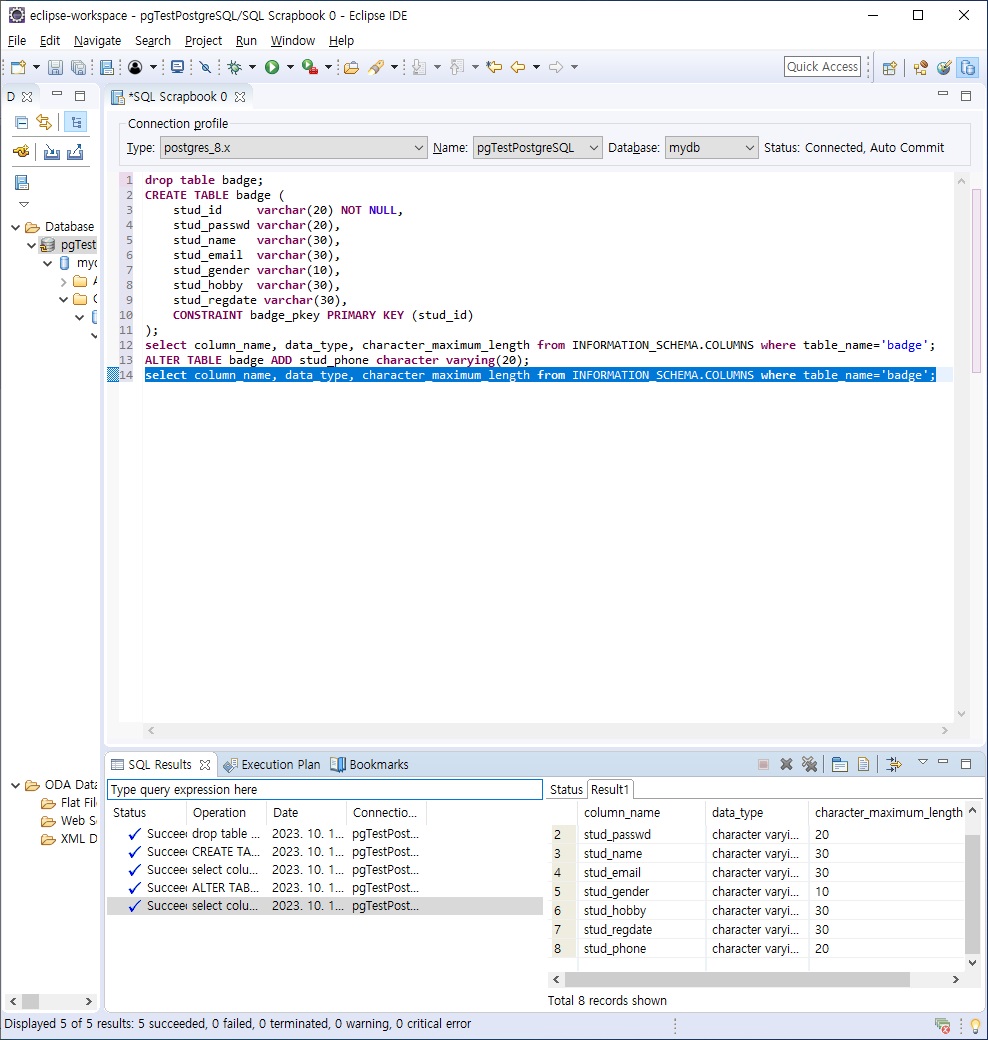 eclipse-workspace - pgTestPostgreSQL/SQL Scrapbook 0 - Eclipse IDE
File Edit Navigate Search Project Run Window Help
Quick Access
D
*SQL Scrapbook 0
Connection profile
Type: postgres_8.x Name: pgTestPostgreSQL Database: mydb Status: Connected, Auto Commit
1 drop table badge;
2 CREATE TABLE badge (
3 stud_id varchar(20) NOT NULL,
4 stud_passwd varchar(20),
5 stud_name varchar(30),
6 stud_email varchar(30),
7 stud_gender varchar(10),
8 stud_hobby varchar(30),
9 stud_regdate varchar(30),
10 CONSTRAINT badge_pkey PRIMARY KEY (stud_id)
11 );
12 select column_name, data_type, character_maximum_length from INFORMATION_SCHEMA.COLUMNS where table_name='badge';
13 ALTER TABLE badge ADD stud_phone character varying(20);
14 select column_name, data_type, character_maximum_length from INFORMATION_SCHEMA.COLUMNS where table_name='badge';
Database
pgTest
ODA Data
Flat Fil
Web S
XML D
SQL Results Execution Plan Bookmarks
Type query expression here
Status Operation Date Connectio...
Succee drop table ... 2023. 10. 1... pgTestPost...
Succee CREATE TA... 2023. 10. 1... pgTestPost...
Succee select colu... 2023. 10. 1... pgTestPost...
Succee ALTER TAB... 2023. 10. 1... pgTestPost...
Succee select colu... 2023. 10. 1... pgTestPost...
Status Result1
column_name data_type character_maximum_length
2 stud_passwd character varyi... 20
3 stud_name character varyi... 30
4 stud_email character varyi... 30
5 stud_gender character varyi... 10
6 stud_hobby character varyi... 30
7 stud_regdate character varyi... 30
8 stud_phone character varyi... 20
Total 8 records shown
Displayed 5 of 5 results: 5 succeeded, 0 failed, 0 terminated, 0 warning, 0 critical error